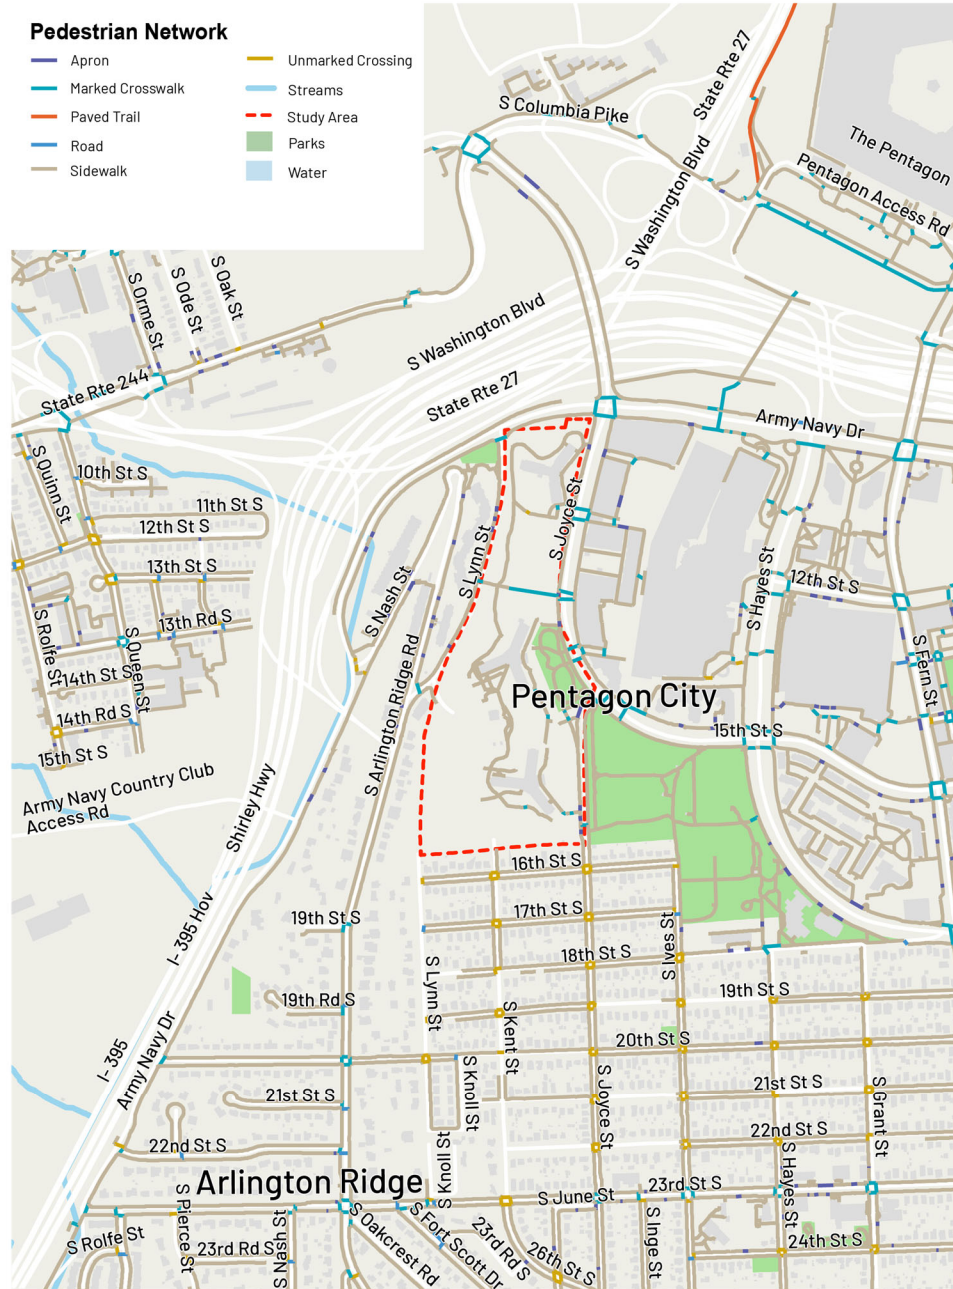 Pedestrian Network
Apron
Marked Crosswalk
Paved Trail
Road
Sidewalk
Unmarked Crossing
Streams
Study Area
Parks
Water
State Rte 27
S Columbia Pike
The Pentagon
Pentagon Access Rd
S Washington Blvd
S Oak St
S Ode St
S Orme St
S Washington Blvd
State Rte 27
State Rte 244
Army Navy Dr
S Quinn St
10th St S
11th St S
12th St S
13th St S
13th Rd S
S Rolfe St
S Queen St
14th St S
14th Rd S
15th St S
S Joyce St
S Lynn St
S Nash St
S Hayes St
12th St S
S Fern St
S Arlington Ridge Rd
Pentagon City
15th St S
Army Navy Country Club
Access Rd
Shirley Hwy
I- 395 Hov
I- 395
Army Navy Dr
16th St S
17th St S
18th St S
S Ives St
19th St S
19th St S
19th Rd S
S Lynn St
S Kent St
20th St S
S Knoll St
S Joyce St
21st St S
21st St S
S Grant St
22nd St S
22nd St S
S Knoll St
S Hayes St
Arlington Ridge
S June St
23rd St S
S Pierce St
S Rolfe St
23rd Rd S
S Nash St
S Oakcrest Rd
S Fort Scott Dr
23rd Rd S
26th St S
S Inge St
24th St S